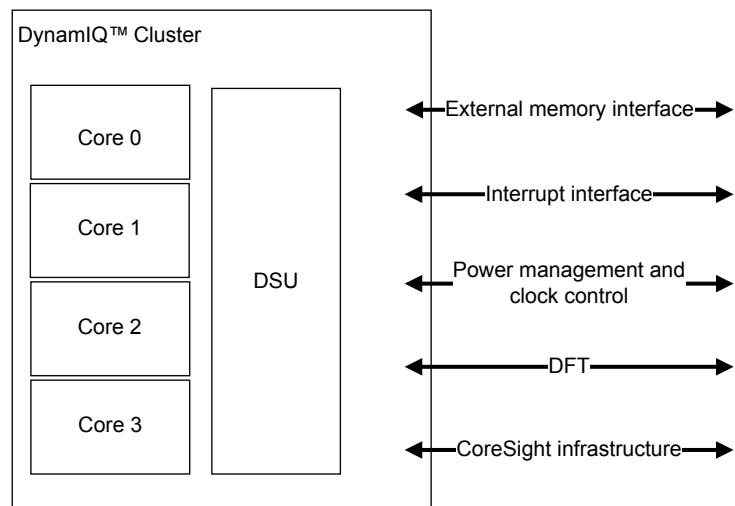 DynamIQ™ Cluster
Core 0
Core 1
Core 2
Core 3
DSU
External memory interface
Interrupt interface
Power management and
clock control
DFT
CoreSight infrastructure